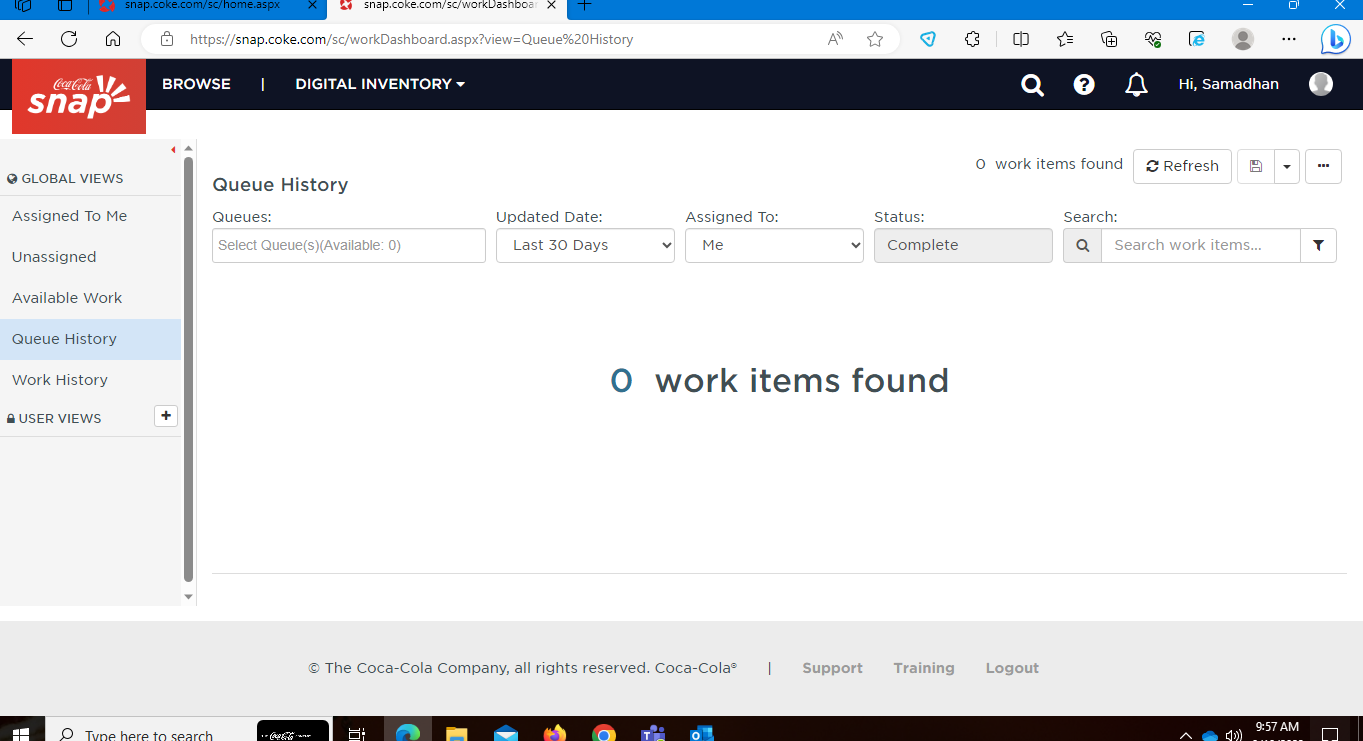 snap.coke.com/sc/home.aspx
snap.coke.com/sc/workDashboar
https://snap.coke.com/sc/workDashboard.aspx?view=Queue%20History
Coca-Cola
snap
BROWSE | DIGITAL INVENTORY
Hi, Samadhan
GLOBAL VIEWS
Assigned To Me
Unassigned
Available Work
Queue History
Work History
USER VIEWS
0 work items found
Refresh
Queue History
Queues: Updated Date: Assigned To: Status: Search:
Select Queue(s)(Available: 0) Last 30 Days Me Complete Search work items...
0 work items found
© The Coca-Cola Company, all rights reserved. Coca-Cola® | Support Training Logout
Type here to search
9:57 AM